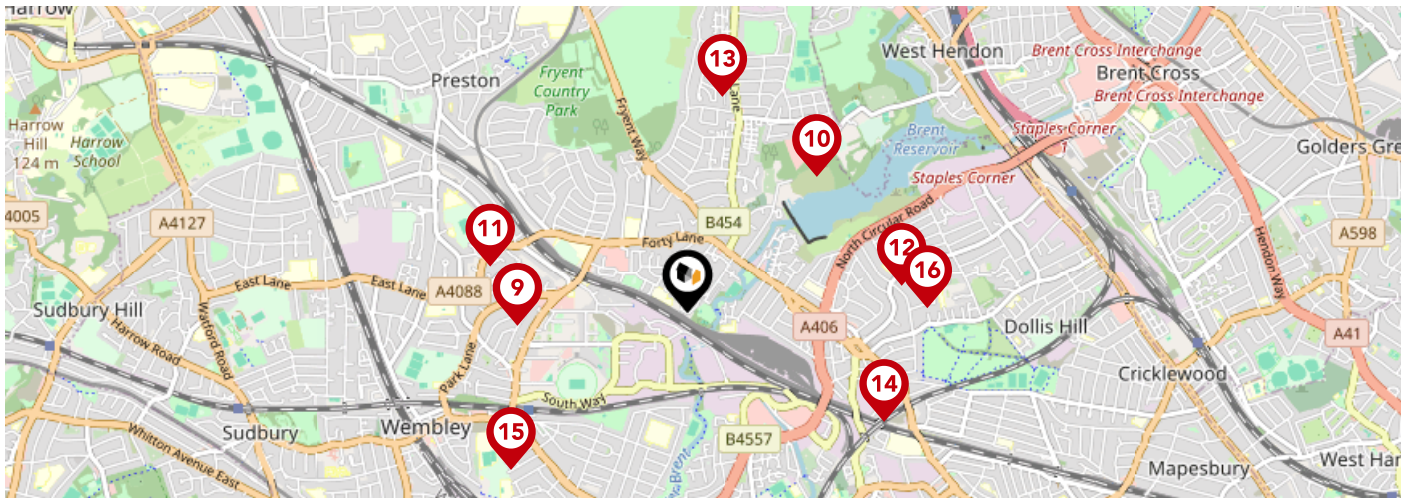 Harrow
West Hendon
Brent Cross Interchange
Brent Cross
Brent Cross Interchange
Preston
Fryent
Country
Park
13
Lane
Fryent Way
10
Brent
Reservoir
Staples Corner
1
Staples Corner
Golders Gre
Harrow
Hill
124 m
Harrow
School
4005
A4127
11
B454
Forty Lane
North Circular Road
12
16
A598
Hendon Way
East Lane
East Lane
A4088
9
Sudbury Hill
Harrow Road
Watford Road
A406
Dollis Hill
A41
Park Lane
South Way
14
Cricklewood
Sudbury
Wembley
15
B4557
Whitton Avenue East
Mapesbury
West Ham